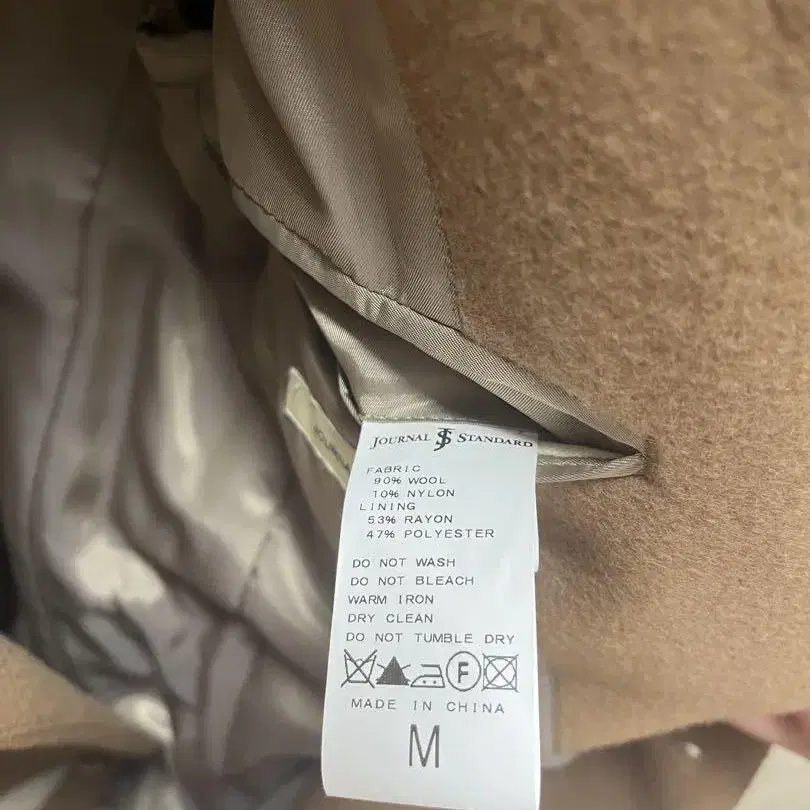 JOURNAL JS STANDARD
FABRIC
90% WOOL
10% NYLON
LINING
53% RAYON
47% POLYESTER
DO NOT WASH
DO NOT BLEACH
WARM IRON
DRY CLEAN
DO NOT TUMBLE DRY
F
MADE IN CHINA
M